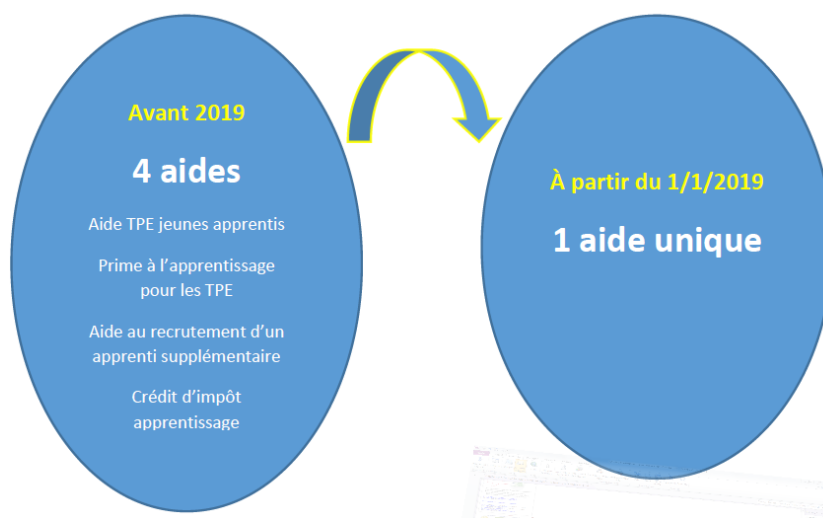 Avant 2019
4 aides
Aide TPE jeunes apprentis
Prime à l’apprentissage
pour les TPE
Aide au recrutement d’un
apprenti supplémentaire
Crédit d’impôt
apprentissage
À partir du 1/1/2019
1 aide unique